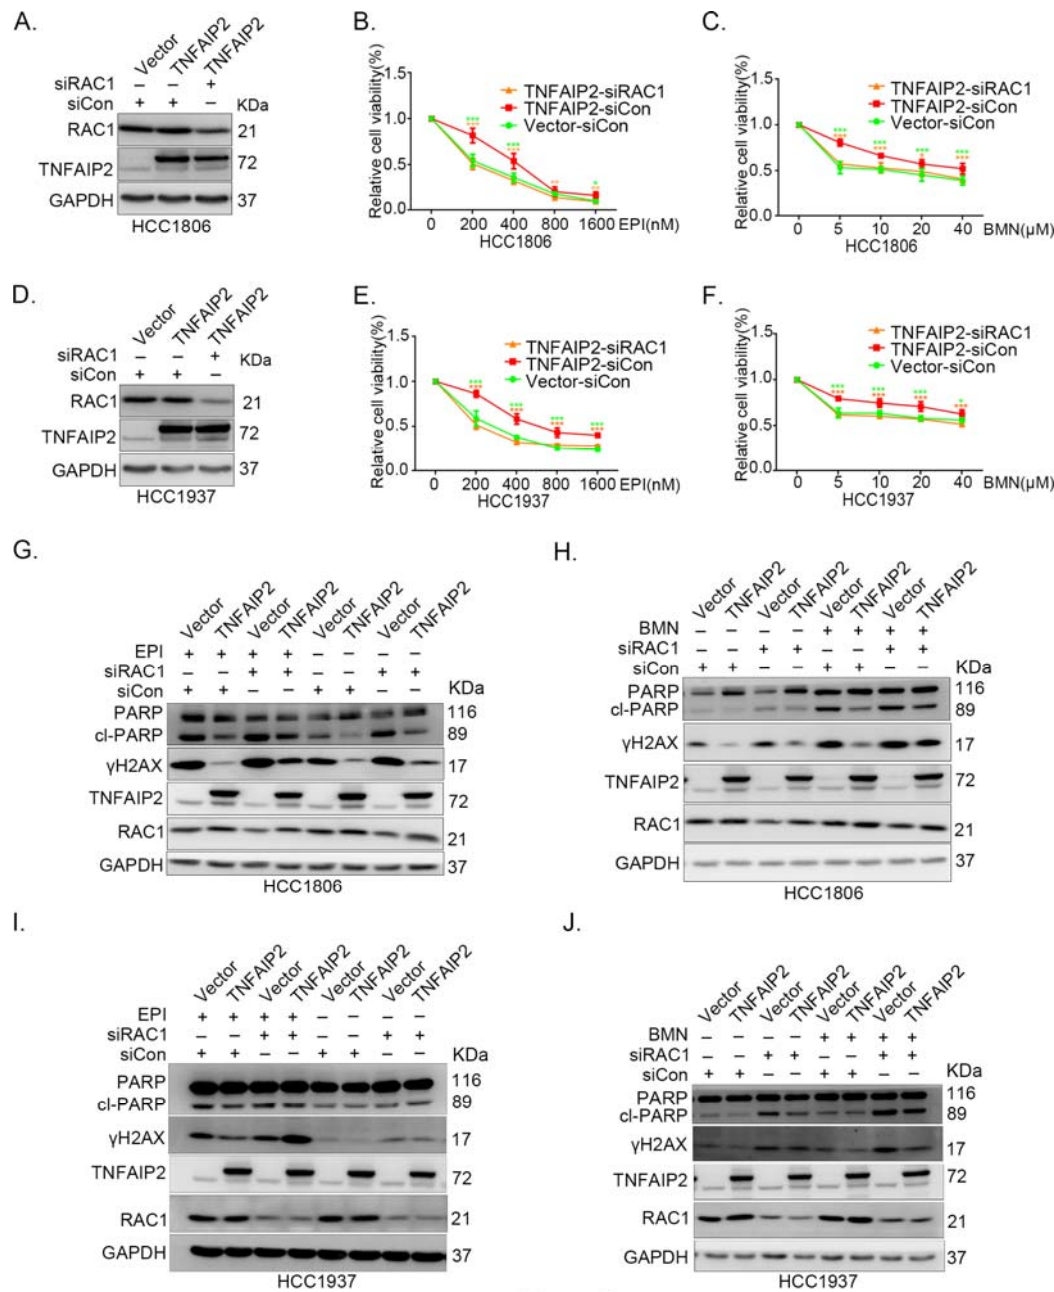 A.
Vector
TNFAIP2
TNFAIP2
siRAC1 – – +
siCon + + – KDa
RAC1 21
TNFAIP2 72
GAPDH 37
HCC1806
B.
Relative cell viability(%)
1.5
1.0
0.5
0.0
TNFAIP2-siRAC1
TNFAIP2-siCon
Vector-siCon
*** *** ** *
*** *** **
0 200 400 800 1600 EPI(nM)
HCC1806
C.
Relative cell viability(%)
1.5
1.0
0.5
0.0
TNFAIP2-siRAC1
TNFAIP2-siCon
Vector-siCon
*** *** *** ***
*** *** * ***
0 5 10 20 40 BMN(μM)
HCC1806
D.
Vector
TNFAIP2
TNFAIP2
siRAC1 – – +
siCon + + – KDa
RAC1 21
TNFAIP2 72
GAPDH 37
HCC1937
E.
Relative cell viability(%)
1.5
1.0
0.5
0.0
TNFAIP2-siRAC1
TNFAIP2-siCon
Vector-siCon
*** *** *** ***
*** *** *** ***
0 200 400 800 1600 EPI(nM)
HCC1937
F.
Relative cell viability(%)
1.5
1.0
0.5
0.0
TNFAIP2-siRAC1
TNFAIP2-siCon
Vector-siCon
*** *** *** *
*** *** *** ***
0 5 10 20 40 BMN(μM)
HCC1937
G.
Vector TNFAIP2 Vector TNFAIP2 Vector TNFAIP2 Vector TNFAIP2
EPI + + + + – – – –
siRAC1 – – + + – – + +
siCon + + – – + + – – KDa
PARP 116
cl-PARP 89
γH2AX 17
TNFAIP2 72
RAC1 21
GAPDH 37
HCC1806
H.
Vector TNFAIP2 Vector TNFAIP2 Vector TNFAIP2 Vector TNFAIP2
BMN – – – – + + + +
siRAC1 – – + + – – + +
siCon + + – – + + – – KDa
PARP 116
cl-PARP 89
γH2AX 17
TNFAIP2 72
RAC1 21
GAPDH 37
HCC1806
I.
Vector TNFAIP2 Vector TNFAIP2 Vector TNFAIP2 Vector TNFAIP2
EPI + + + + – – – –
siRAC1 – – + + – – + +
siCon + + – – + + – – KDa
PARP 116
cl-PARP 89
γH2AX 17
TNFAIP2 72
RAC1 21
GAPDH 37
HCC1937
J.
Vector TNFAIP2 Vector TNFAIP2 Vector TNFAIP2 Vector TNFAIP2
BMN – – – – + + + +
siRAC1 – – + + – – + +
siCon + + – – + + – – KDa
PARP 116
cl-PARP 89
γH2AX 17
TNFAIP2 72
RAC1 21
GAPDH 37
HCC1937